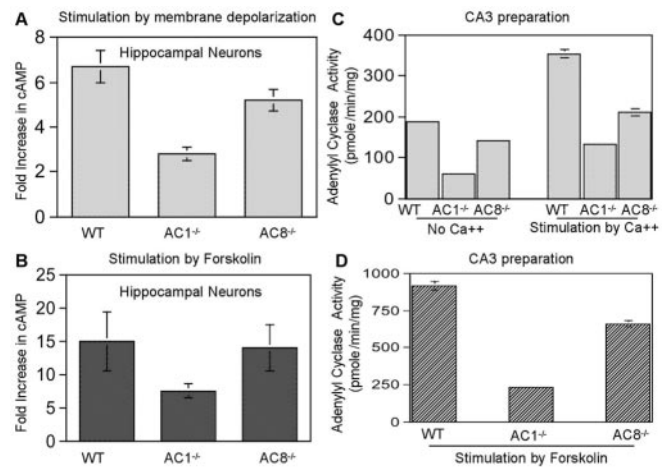 A
Stimulation by membrane depolarization
Hippocampal Neurons
Fold Increase in cAMP
8
6
4
2
0
WT AC1-/- AC8-/-
B
Stimulation by Forskolin
Hippocampal Neurons
Fold Increase in cAMP
25
20
15
10
5
0
WT AC1-/- AC8-/-
C
CA3 preparation
Adenylyl Cyclase Activity
(pmole/min/mg)
400
300
200
100
0
WT AC1-/- AC8-/- WT AC1-/- AC8-/-
No Ca++ Stimulation by Ca++
D
CA3 preparation
Adenylyl Cyclase Activity
(pmole/min/mg)
1000
750
500
250
0
WT AC1-/- AC8-/-
Stimulation by Forskolin